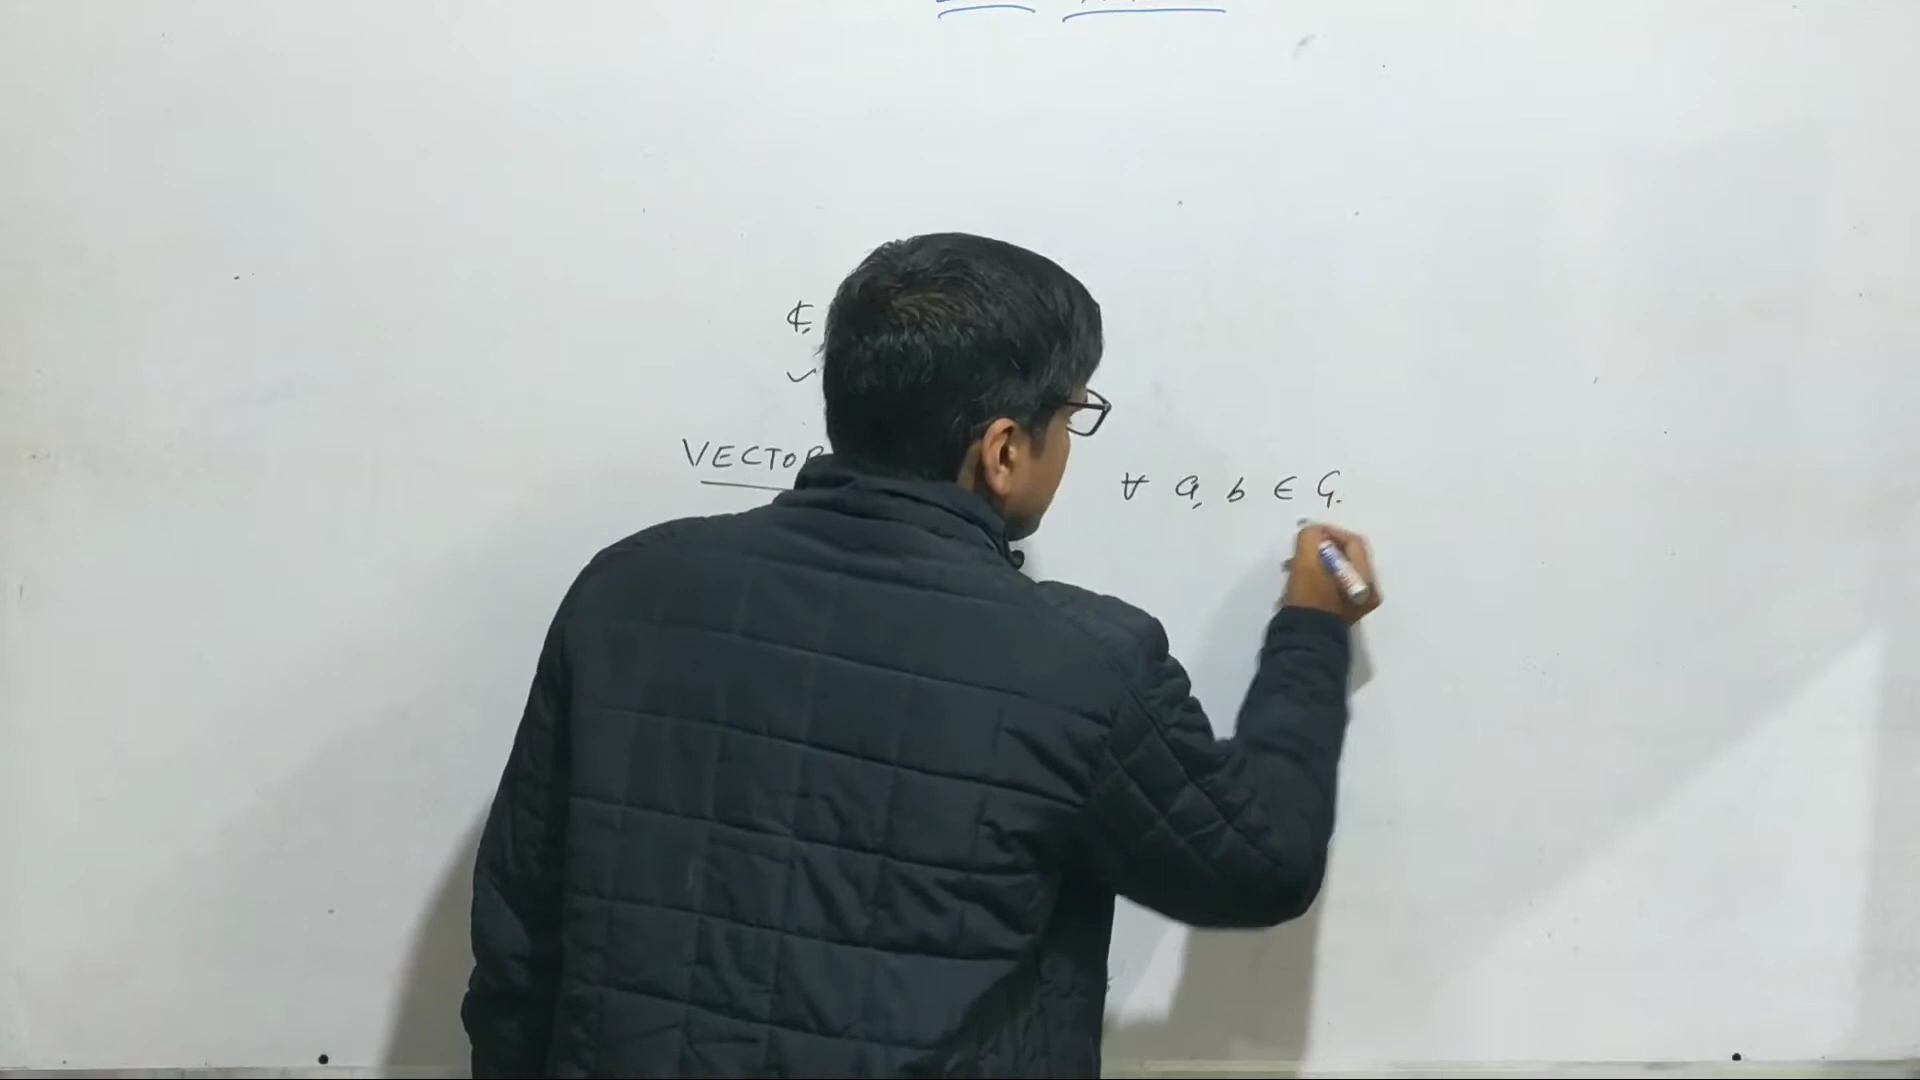 ₵,
VECTOR
∀ a, b ∈ G.